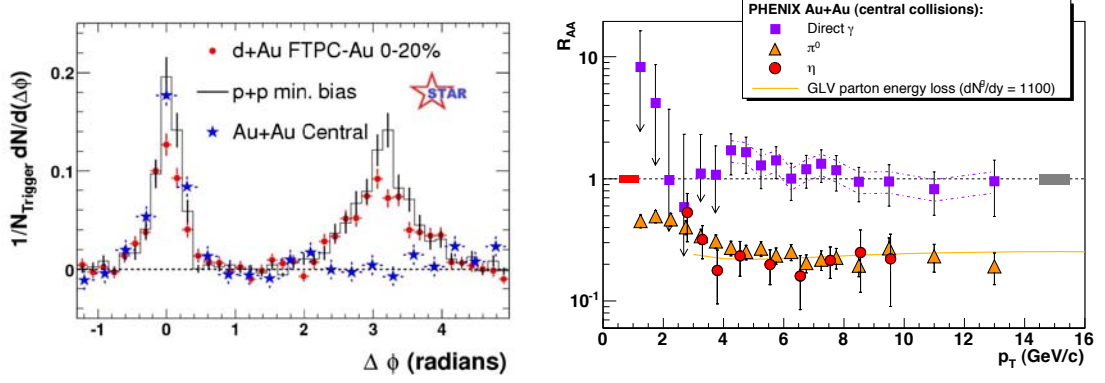 1/N_Trigger dN/d(Δϕ)
0.2
0.1
0
d+Au FTPC-Au 0-20%
p+p min. bias
Au+Au Central
STAR
-1 0 1 2 3 4
Δ ϕ (radians)
R_AA
10
1
10^-1
PHENIX Au+Au (central collisions):
Direct γ
π^0
η
GLV parton energy loss (dN^g/dy = 1100)
0 2 4 6 8 10 12 14 16
p_T (GeV/c)